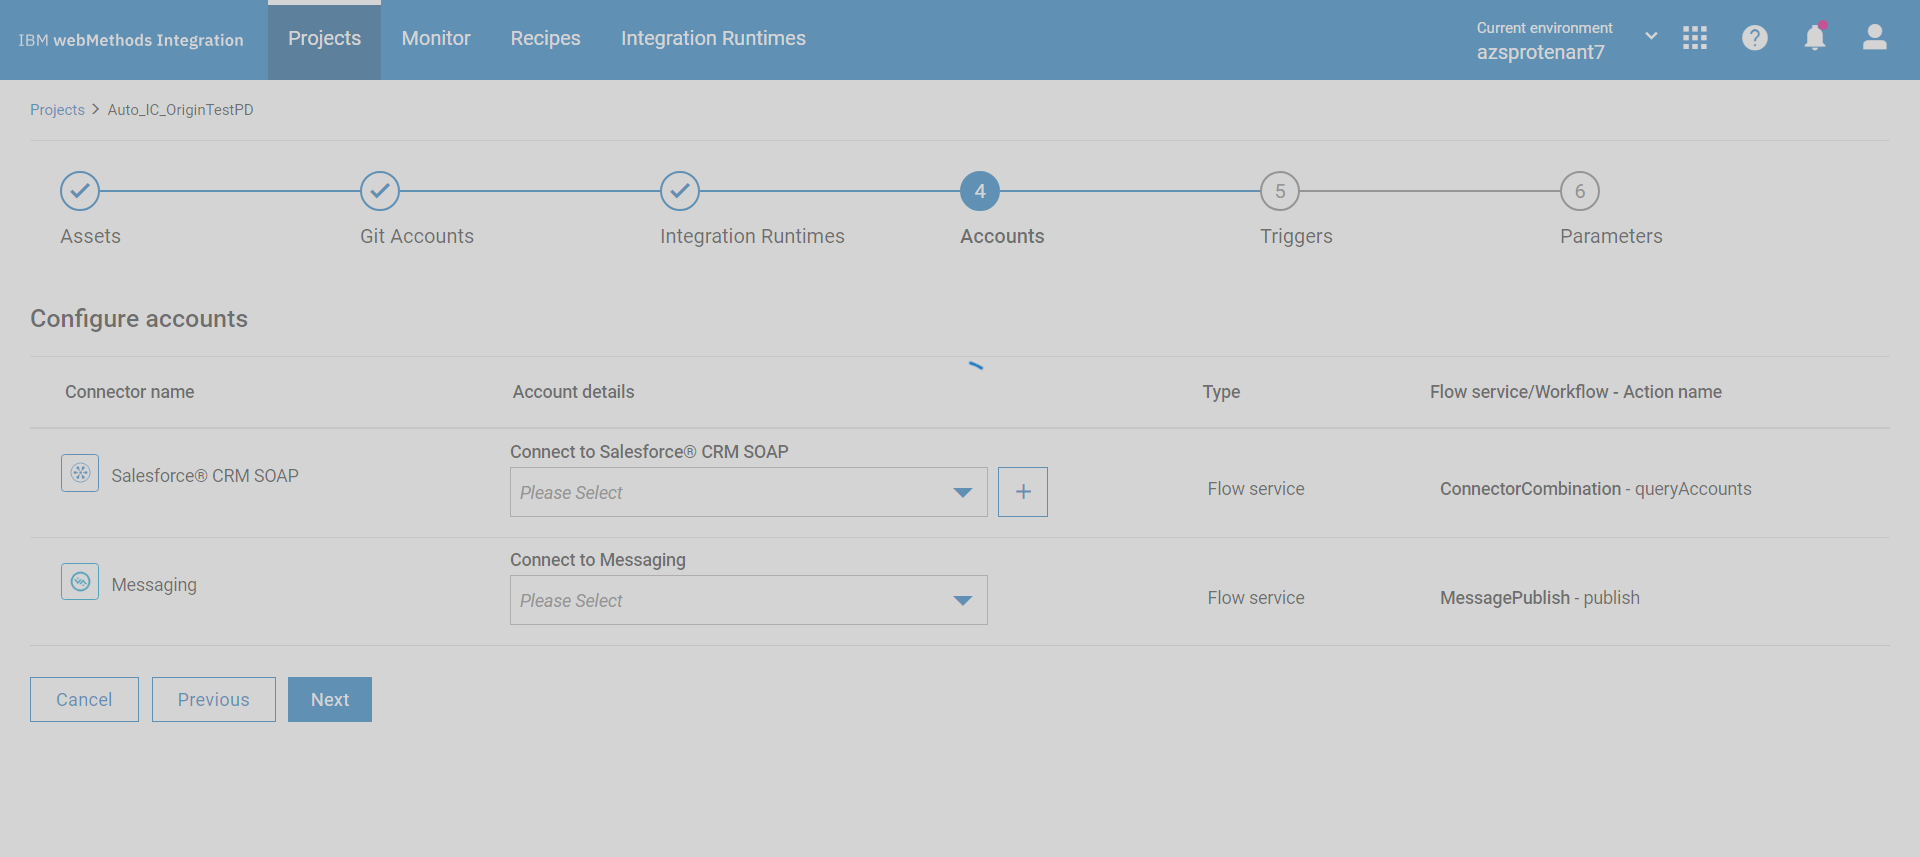 IBM webMethods Integration
Projects
Monitor
Recipes
Integration Runtimes
Current environment
azsprotenant7
Projects > Auto_IC_OriginTestPD
4
5
6
Assets
Git Accounts
Integration Runtimes
Accounts
Triggers
Parameters
Configure accounts
Connector name
Account details
Type
Flow service/Workflow - Action name
Connect to Salesforce® CRM SOAP
Salesforce® CRM SOAP
Please Select
+
Flow service
ConnectorCombination - queryAccounts
Connect to Messaging
Messaging
Please Select
Flow service
MessagePublish - publish
Cancel
Previous
Next